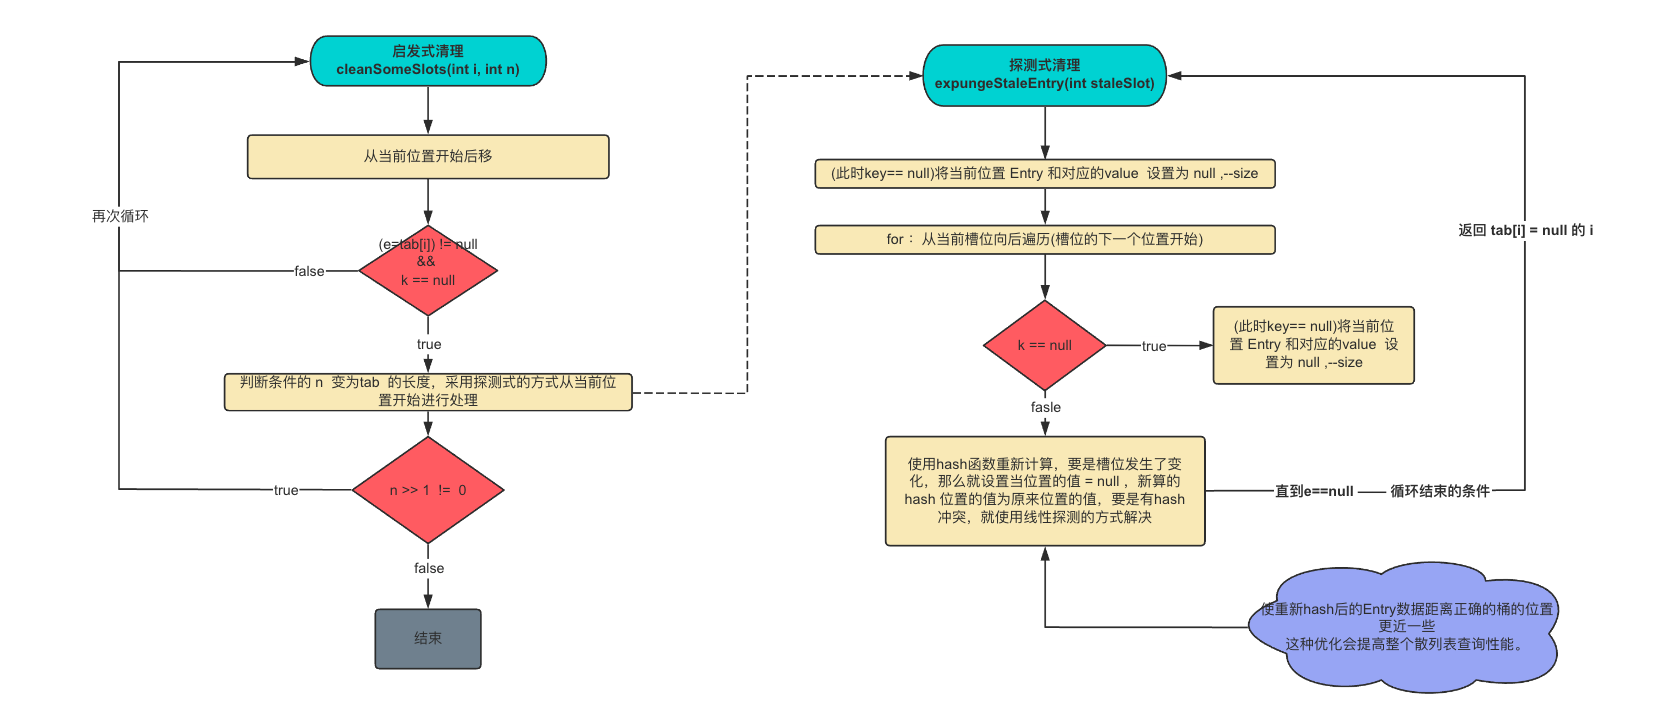 启发式清理
cleanSomeSlots(int i, int n)
从当前位置开始后移
再次循环
(e=tab[i]) != null
&&
k == null
false
true
判断条件的 n 变为tab 的长度，采用探测式的方式从当前位
置开始进行处理
n >> 1 != 0
true
false
结束
探测式清理
expungeStaleEntry(int staleSlot)
(此时key== null)将当前位置 Entry 和对应的value 设置为 null ,--size
for： 从当前槽位向后遍历(槽位的下一个位置开始)
返回 tab[i] = null 的 i
k == null
true
(此时key== null)将当前位
置 Entry 和对应的value 设
置为 null ,--size
fasle
使用hash函数重新计算，要是槽位发生了变
化，那么就设置当位置的值 = null ，新算的
hash 位置的值为原来位置的值，要是有hash
冲突，就使用线性探测的方式解决
直到e==null —— 循环结束的条件
使重新hash后的Entry数据距离正确的桶的位置
更近一些
这种优化会提高整个散列表查询性能。